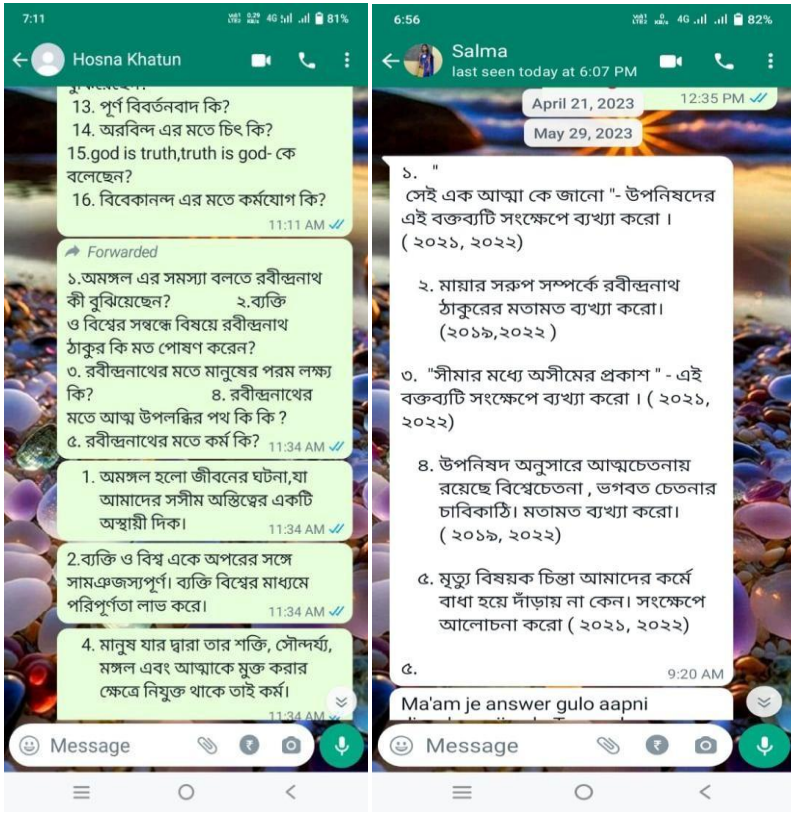 7:11
4G
81%
Hosna Khatun
13. পূর্ণ বিবর্তনবাদ কি?
14. অরবিন্দ এর মতে চিৎ কি?
15.god is truth,truth is god- কে
বলেছেন?
16. বিবেকানন্দ এর মতে কর্মযোগ কি?
11:11 AM
Forwarded
১.অমঙ্গল এর সমস্যা বলতে রবীন্দ্রনাথ
কী বুঝিয়েছেন? ২.ব্যক্তি
ও বিশ্বের সন্বন্ধে বিষয়ে রবীন্দ্রনাথ
ঠাকুর কি মত পোষণ করেন?
৩. রবীন্দ্রনাথের মতে মানুষের পরম লক্ষ্য
কি? ৪. রবীন্দ্রনাথের
মতে আত্ম উপলব্ধির পথ কি কি ?
৫. রবীন্দ্রনাথের মতে কর্ম কি?
11:34 AM
1. অমঙ্গল হলো জীবনের ঘটনা,যা
আমাদের সসীম অস্তিত্বের একটি
অস্থায়ী দিক।
11:34 AM
2.ব্যক্তি ও বিশ্ব একে অপরের সঙ্গে
সামঞজস্যপূর্ণ। ব্যক্তি বিশ্বের মাধ্যমে
পরিপূর্ণতা লাভ করে।
11:34 AM
4. মানুষ যার দ্বারা তার শক্তি, সৌন্দর্য্য,
মঙ্গল এবং আত্মাকে মুক্ত করার
ক্ষেত্রে নিযুক্ত থাকে তাই কর্ম।
11:34 AM
Message
6:56
4G
82%
Salma
last seen today at 6:07 PM
12:35 PM
April 21, 2023
May 29, 2023
১. "
সেই এক আত্মা কে জানো "- উপনিষদের
এই বক্তব্যটি সংক্ষেপে ব্যখ্যা করো ।
( ২০২১, ২০২২)
২. মায়ার সরুপ সম্পর্কে রবীন্দ্রনাথ
ঠাকুরের মতামত ব্যখ্যা করো।
(২০১৯,২০২২ )
৩. "সীমার মধ্যে অসীমের প্রকাশ " - এই
বক্তব্যটি সংক্ষেপে ব্যখ্যা করো । ( ২০২১,
২০২২)
৪. উপনিষদ অনুসারে আত্মচেতনায়
রয়েছে বিশ্বেচেতনা , ভগবত চেতনার
চাবিকাঠি। মতামত ব্যখ্যা করো।
( ২০১৯, ২০২২)
৫. মৃত্যু বিষয়ক চিন্তা আমাদের কর্মে
বাধা হয়ে দাঁড়ায় না কেন। সংক্ষেপে
আলোচনা করো ( ২০২১, ২০২২)
৫.
9:20 AM
Ma'am je answer gulo aapni
Message